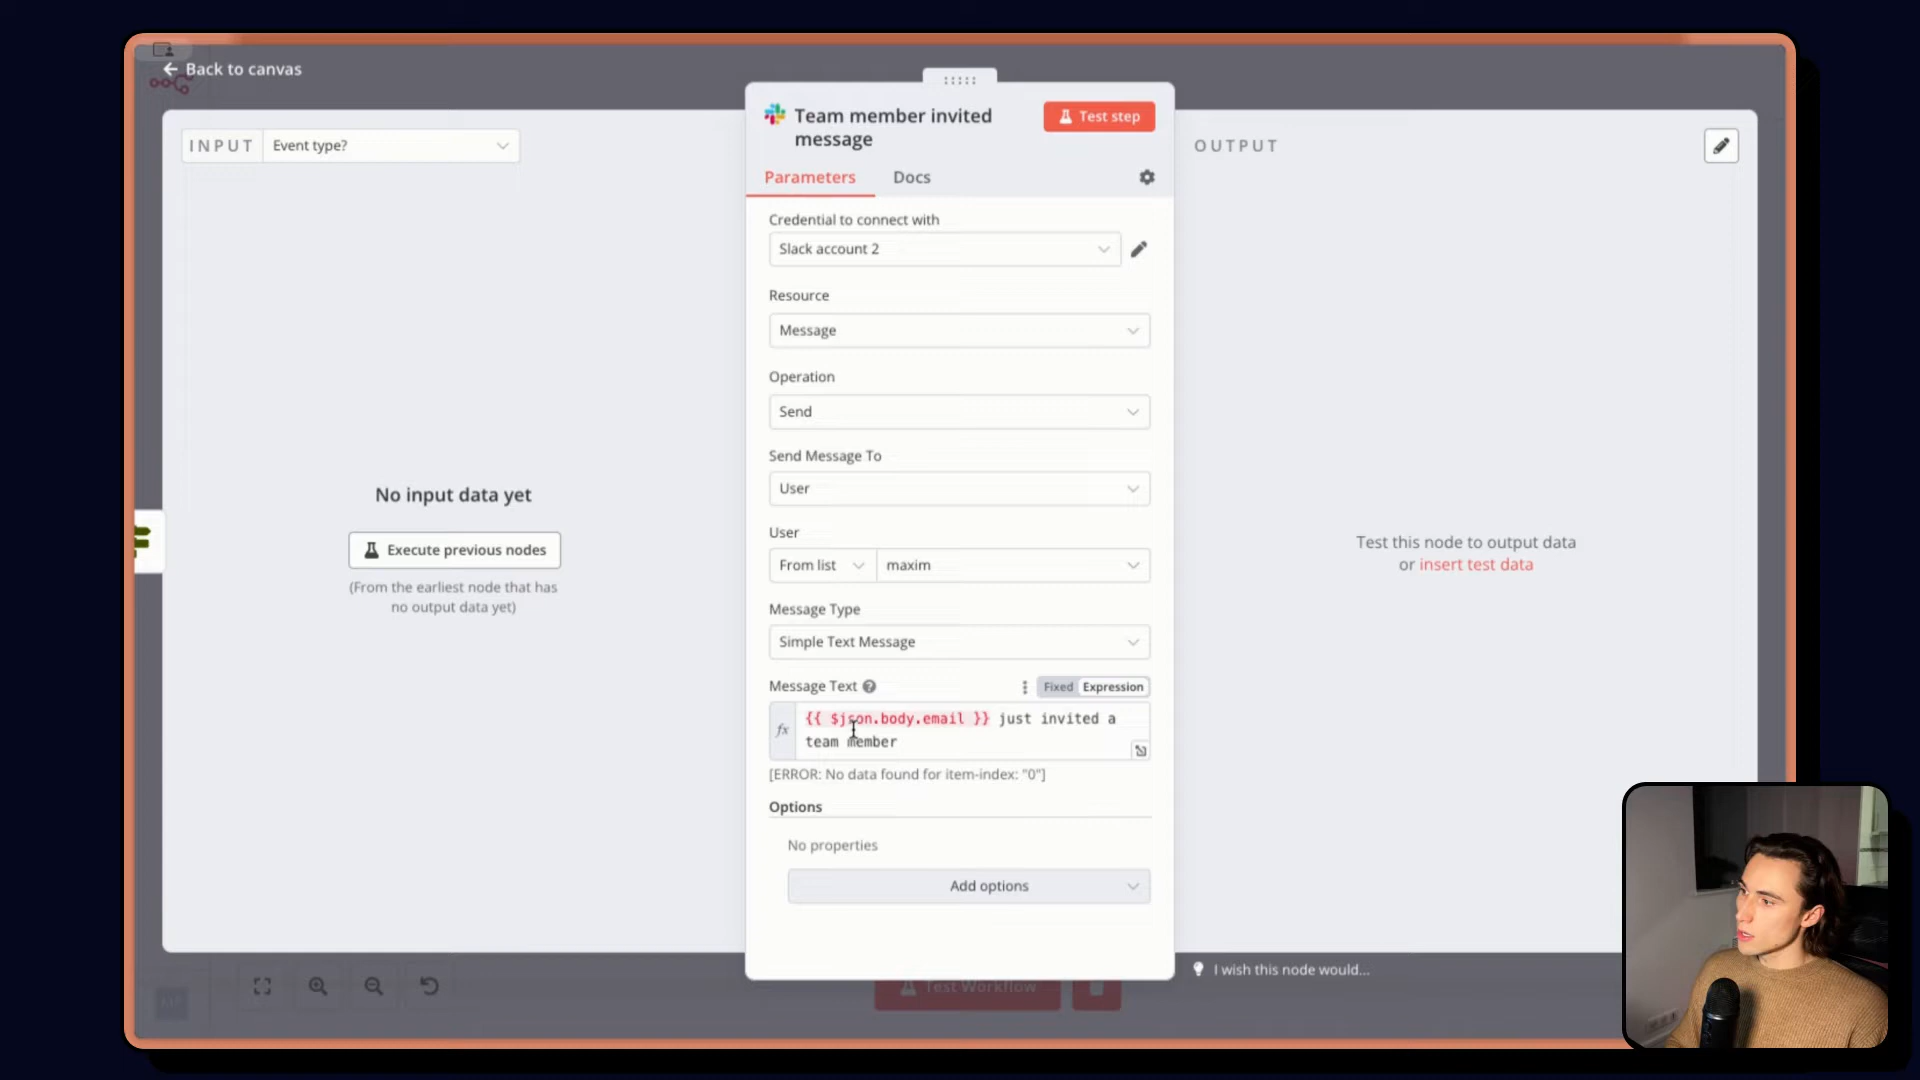 Back to canvas
INPUT Event type?
No input data yet
Execute previous nodes
(From the earliest node that has
no output data yet)
Team member invited
message
Test step
Parameters Docs
Credential to connect with
Slack account 2
Resource
Message
Operation
Send
Send Message To
User
User
From list maxim
Message Type
Simple Text Message
Message Text Fixed Expression
fx {{ $json.body.email }} just invited a
team member
[ERROR: No data found for item-index: "0"]
Options
No properties
Add options
OUTPUT
Test this node to output data
or insert test data
I wish this node would...
Test Workflow